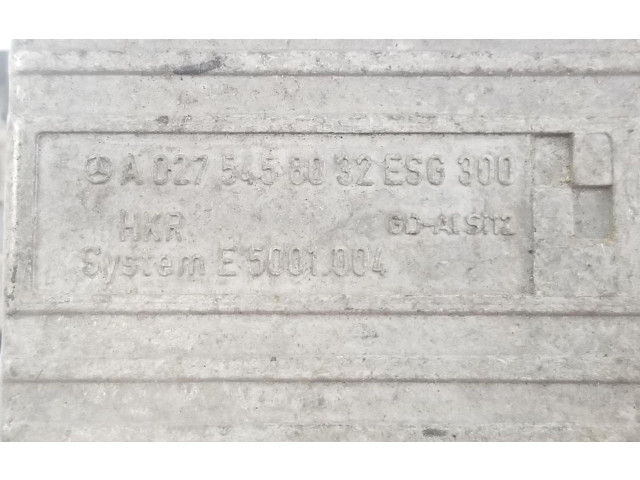 A 027 545 80 32 ESG 300
HKR GD-AlSi12
System E 5001.004